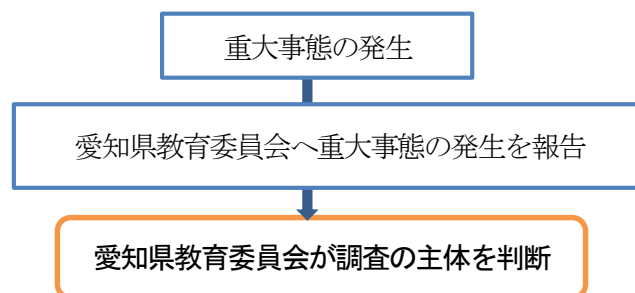 重大事態の発生
愛知県教育委員会へ重大事態の発生を報告
愛知県教育委員会が調査の主体を判断